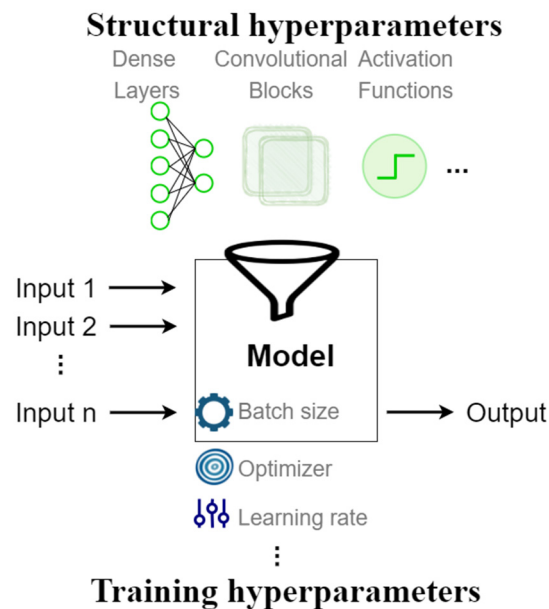 Structural hyperparameters
Dense Layers
Convolutional Blocks
Activation Functions
...
Input 1
Input 2
⋮
Input n
Model
Batch size
Output
Optimizer
Learning rate
⋮
Training hyperparameters